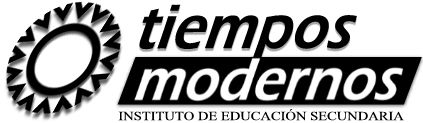 tiempos
modernos
INSTITUTO DE EDUCACIÓN SECUNDARIA